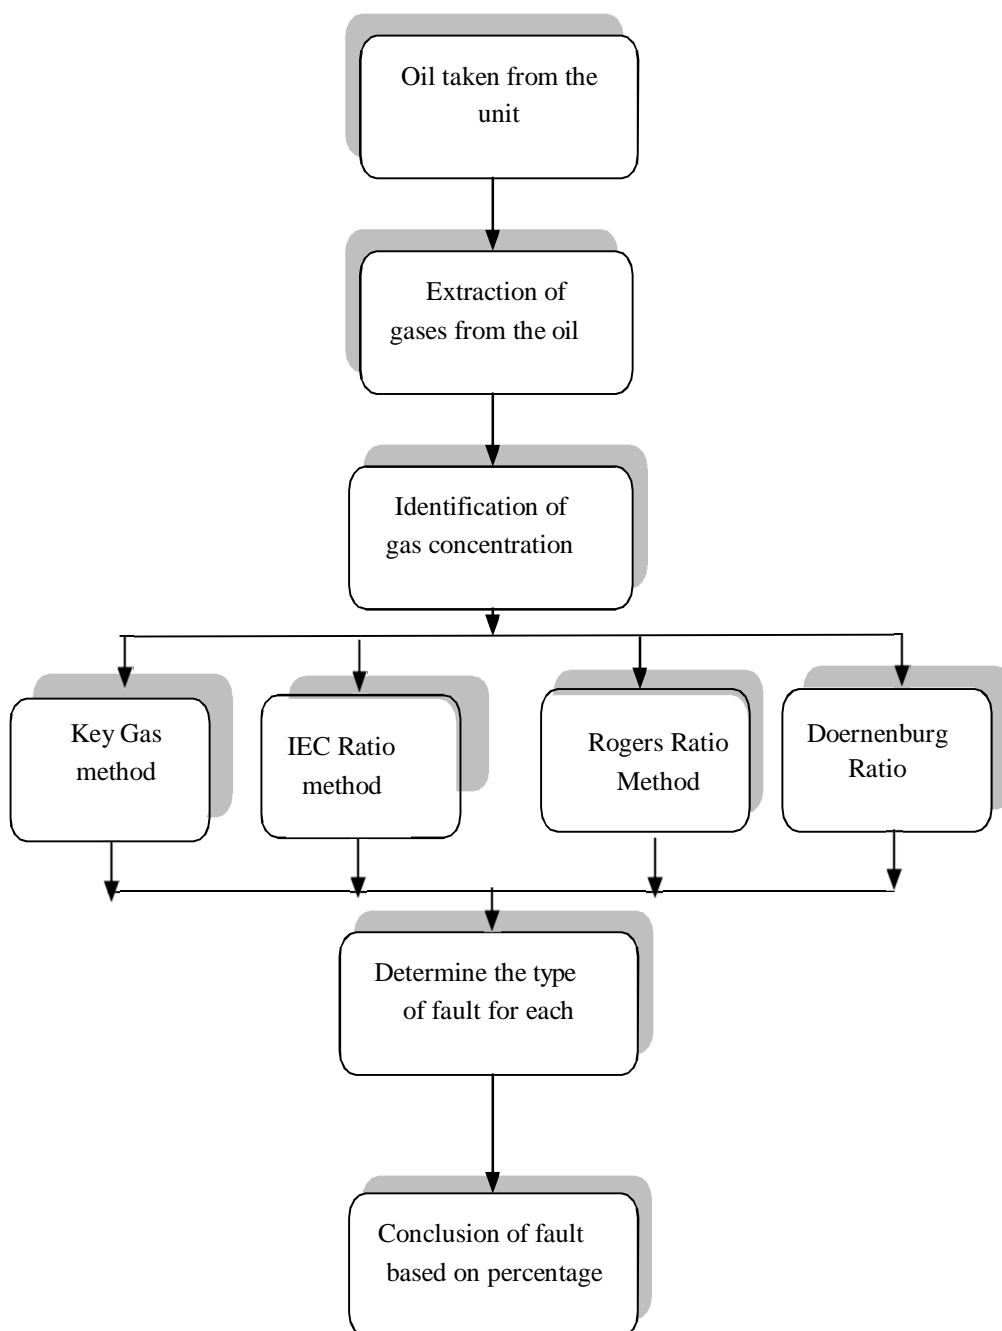 Oil taken from the
unit
Extraction of
gases from the oil
Identification of
gas concentration
Key Gas
method
IEC Ratio
method
Rogers Ratio
Method
Doernenburg
Ratio
Determine the type
of fault for each
Conclusion of fault
based on percentage